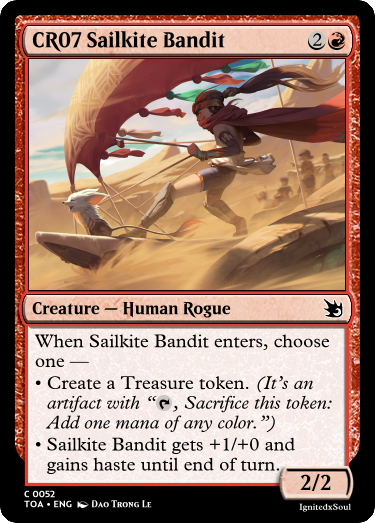 CR07 Sailkite Bandit 2
Creature — Human Rogue
When Sailkite Bandit enters, choose
one —
• Create a Treasure token. (It's an
artifact with “, Sacrifice this token:
Add one mana of any color.”)
• Sailkite Bandit gets +1/+0 and
gains haste until end of turn.
2/2
C 0052
TOA • ENG Dao Trong Le
IgnitedxSoul